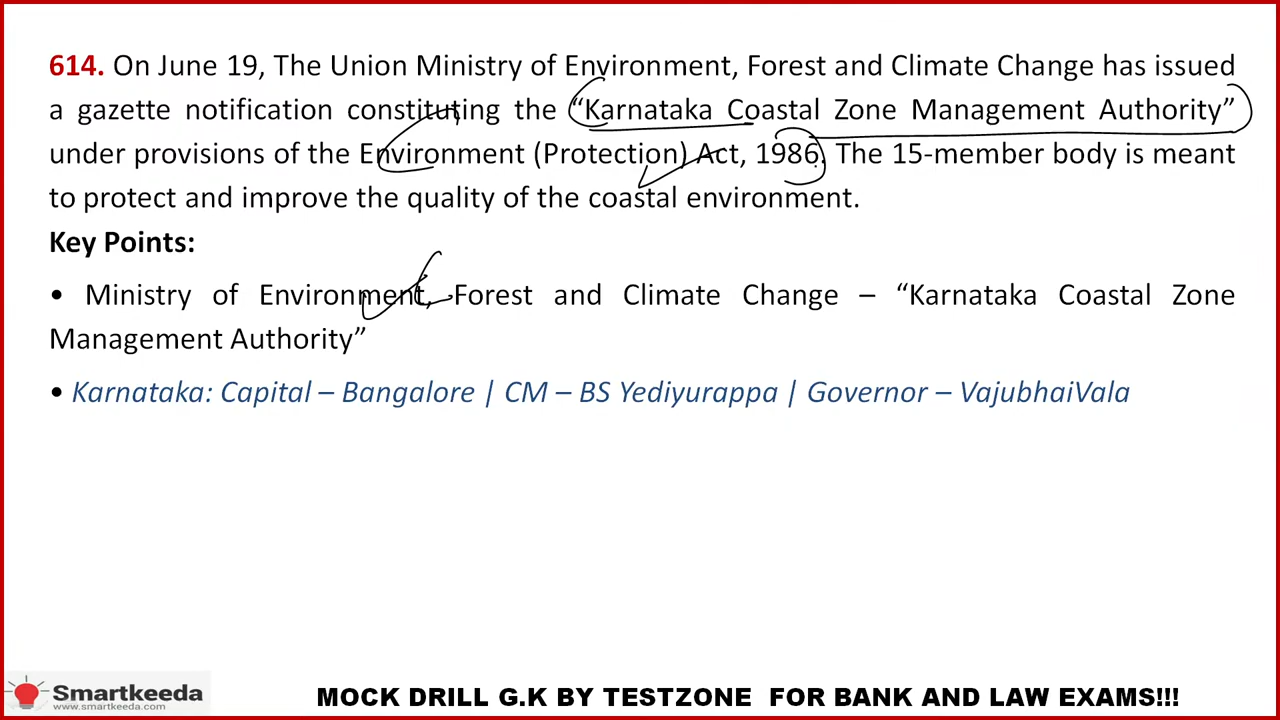 614. On June 19, The Union Ministry of Environment, Forest and Climate Change has issued
a gazette notification constituting the “Karnataka Coastal Zone Management Authority”
under provisions of the Environment (Protection) Act, 1986. The 15-member body is meant
to protect and improve the quality of the coastal environment.
Key Points:
• Ministry of Environment, Forest and Climate Change – “Karnataka Coastal Zone
Management Authority”
• Karnataka: Capital – Bangalore | CM – BS Yediyurappa | Governor – VajubhaiVala
Smartkeeda
www.smartkeeda.com
MOCK DRILL G.K BY TESTZONE FOR BANK AND LAW EXAMS!!!